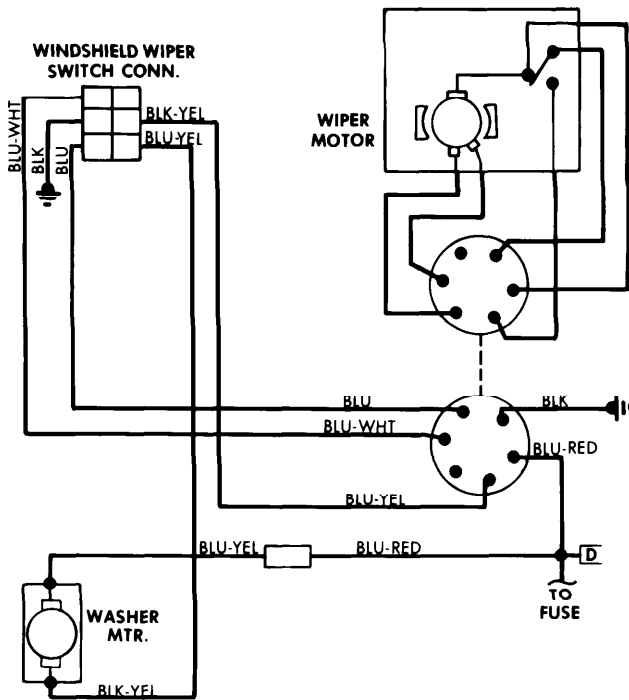 WINDSHIELD WIPER
SWITCH CONN.
BLU-WHT
BLK
BLU
BLK-YEL
BLU-YEL
WIPER
MOTOR
BLU
BLK
BLU-WHT
BLU-RED
BLU-YEL
BLU-YEL
BLU-RED
D
TO
FUSE
WASHER
MTR.
BLK-YEL